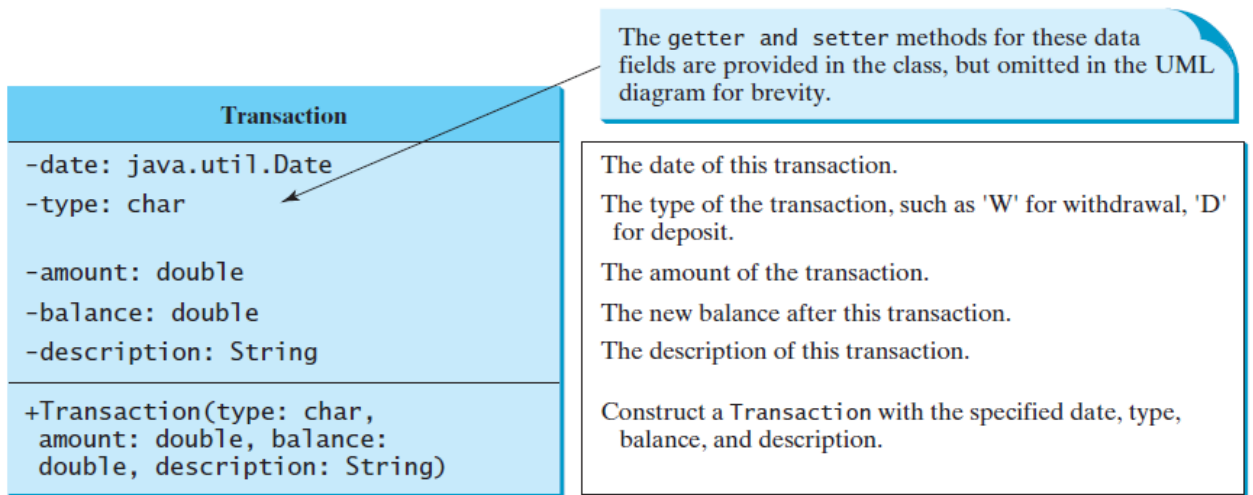 The getter and setter methods for these data
fields are provided in the class, but omitted in the UML
diagram for brevity.
Transaction
-date: java.util.Date
The date of this transaction.
-type: char
The type of the transaction, such as 'W' for withdrawal, 'D'
for deposit.
-amount: double
The amount of the transaction.
-balance: double
The new balance after this transaction.
-description: String
The description of this transaction.
+Transaction(type: char,
amount: double, balance:
double, description: String)
Construct a Transaction with the specified date, type,
balance, and description.